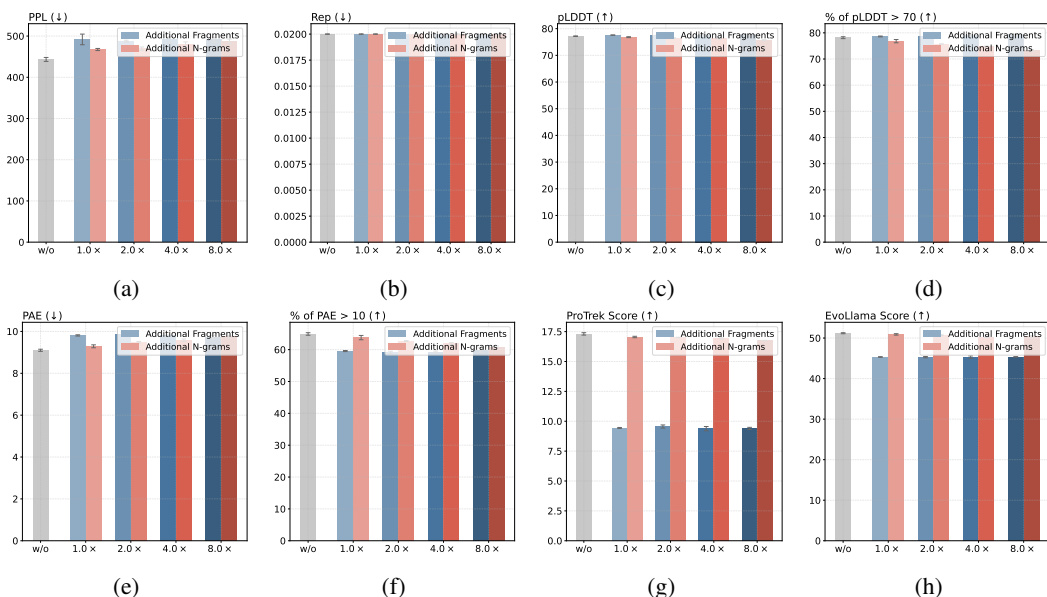 PPL (↓)
500
400
300
200
100
0
w/o
1.0 ×
2.0 ×
4.0 ×
8.0 ×
Additional Fragments
Additional N-grams
(a)
Rep (↓)
0.0200
0.0175
0.0150
0.0125
0.0100
0.0075
0.0050
0.0025
0.0000
w/o
1.0 ×
2.0 ×
4.0 ×
8.0 ×
Additional Fragments
Additional N-grams
(b)
pLDDT (↑)
80
70
60
50
40
30
20
10
0
w/o
1.0 ×
2.0 ×
4.0 ×
8.0 ×
Additional Fragments
Additional N-grams
(c)
% of pLDDT > 70 (↑)
80
70
60
50
40
30
20
10
0
w/o
1.0 ×
2.0 ×
4.0 ×
8.0 ×
Additional Fragments
Additional N-grams
(d)
PAE (↓)
10
8
6
4
2
0
w/o
1.0 ×
2.0 ×
4.0 ×
8.0 ×
Additional Fragments
Additional N-grams
(e)
% of PAE > 10 (↑)
60
50
40
30
20
10
0
w/o
1.0 ×
2.0 ×
4.0 ×
8.0 ×
Additional Fragments
Additional N-grams
(f)
ProTrek Score (↑)
17.5
15.0
12.5
10.0
7.5
5.0
2.5
0.0
w/o
1.0 ×
2.0 ×
4.0 ×
8.0 ×
Additional Fragments
Additional N-grams
(g)
EvoLlama Score (↑)
50
40
30
20
10
0
w/o
1.0 ×
2.0 ×
4.0 ×
8.0 ×
Additional Fragments
Additional N-grams
(h)